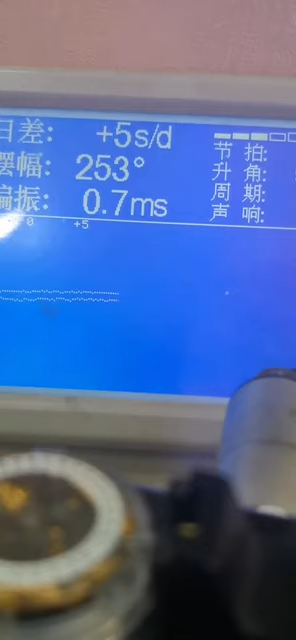 日差: +5s/d
摆幅: 253°
偏振: 0.7ms
节 拍:
升 角:
周 期:
声 响:
0 +5